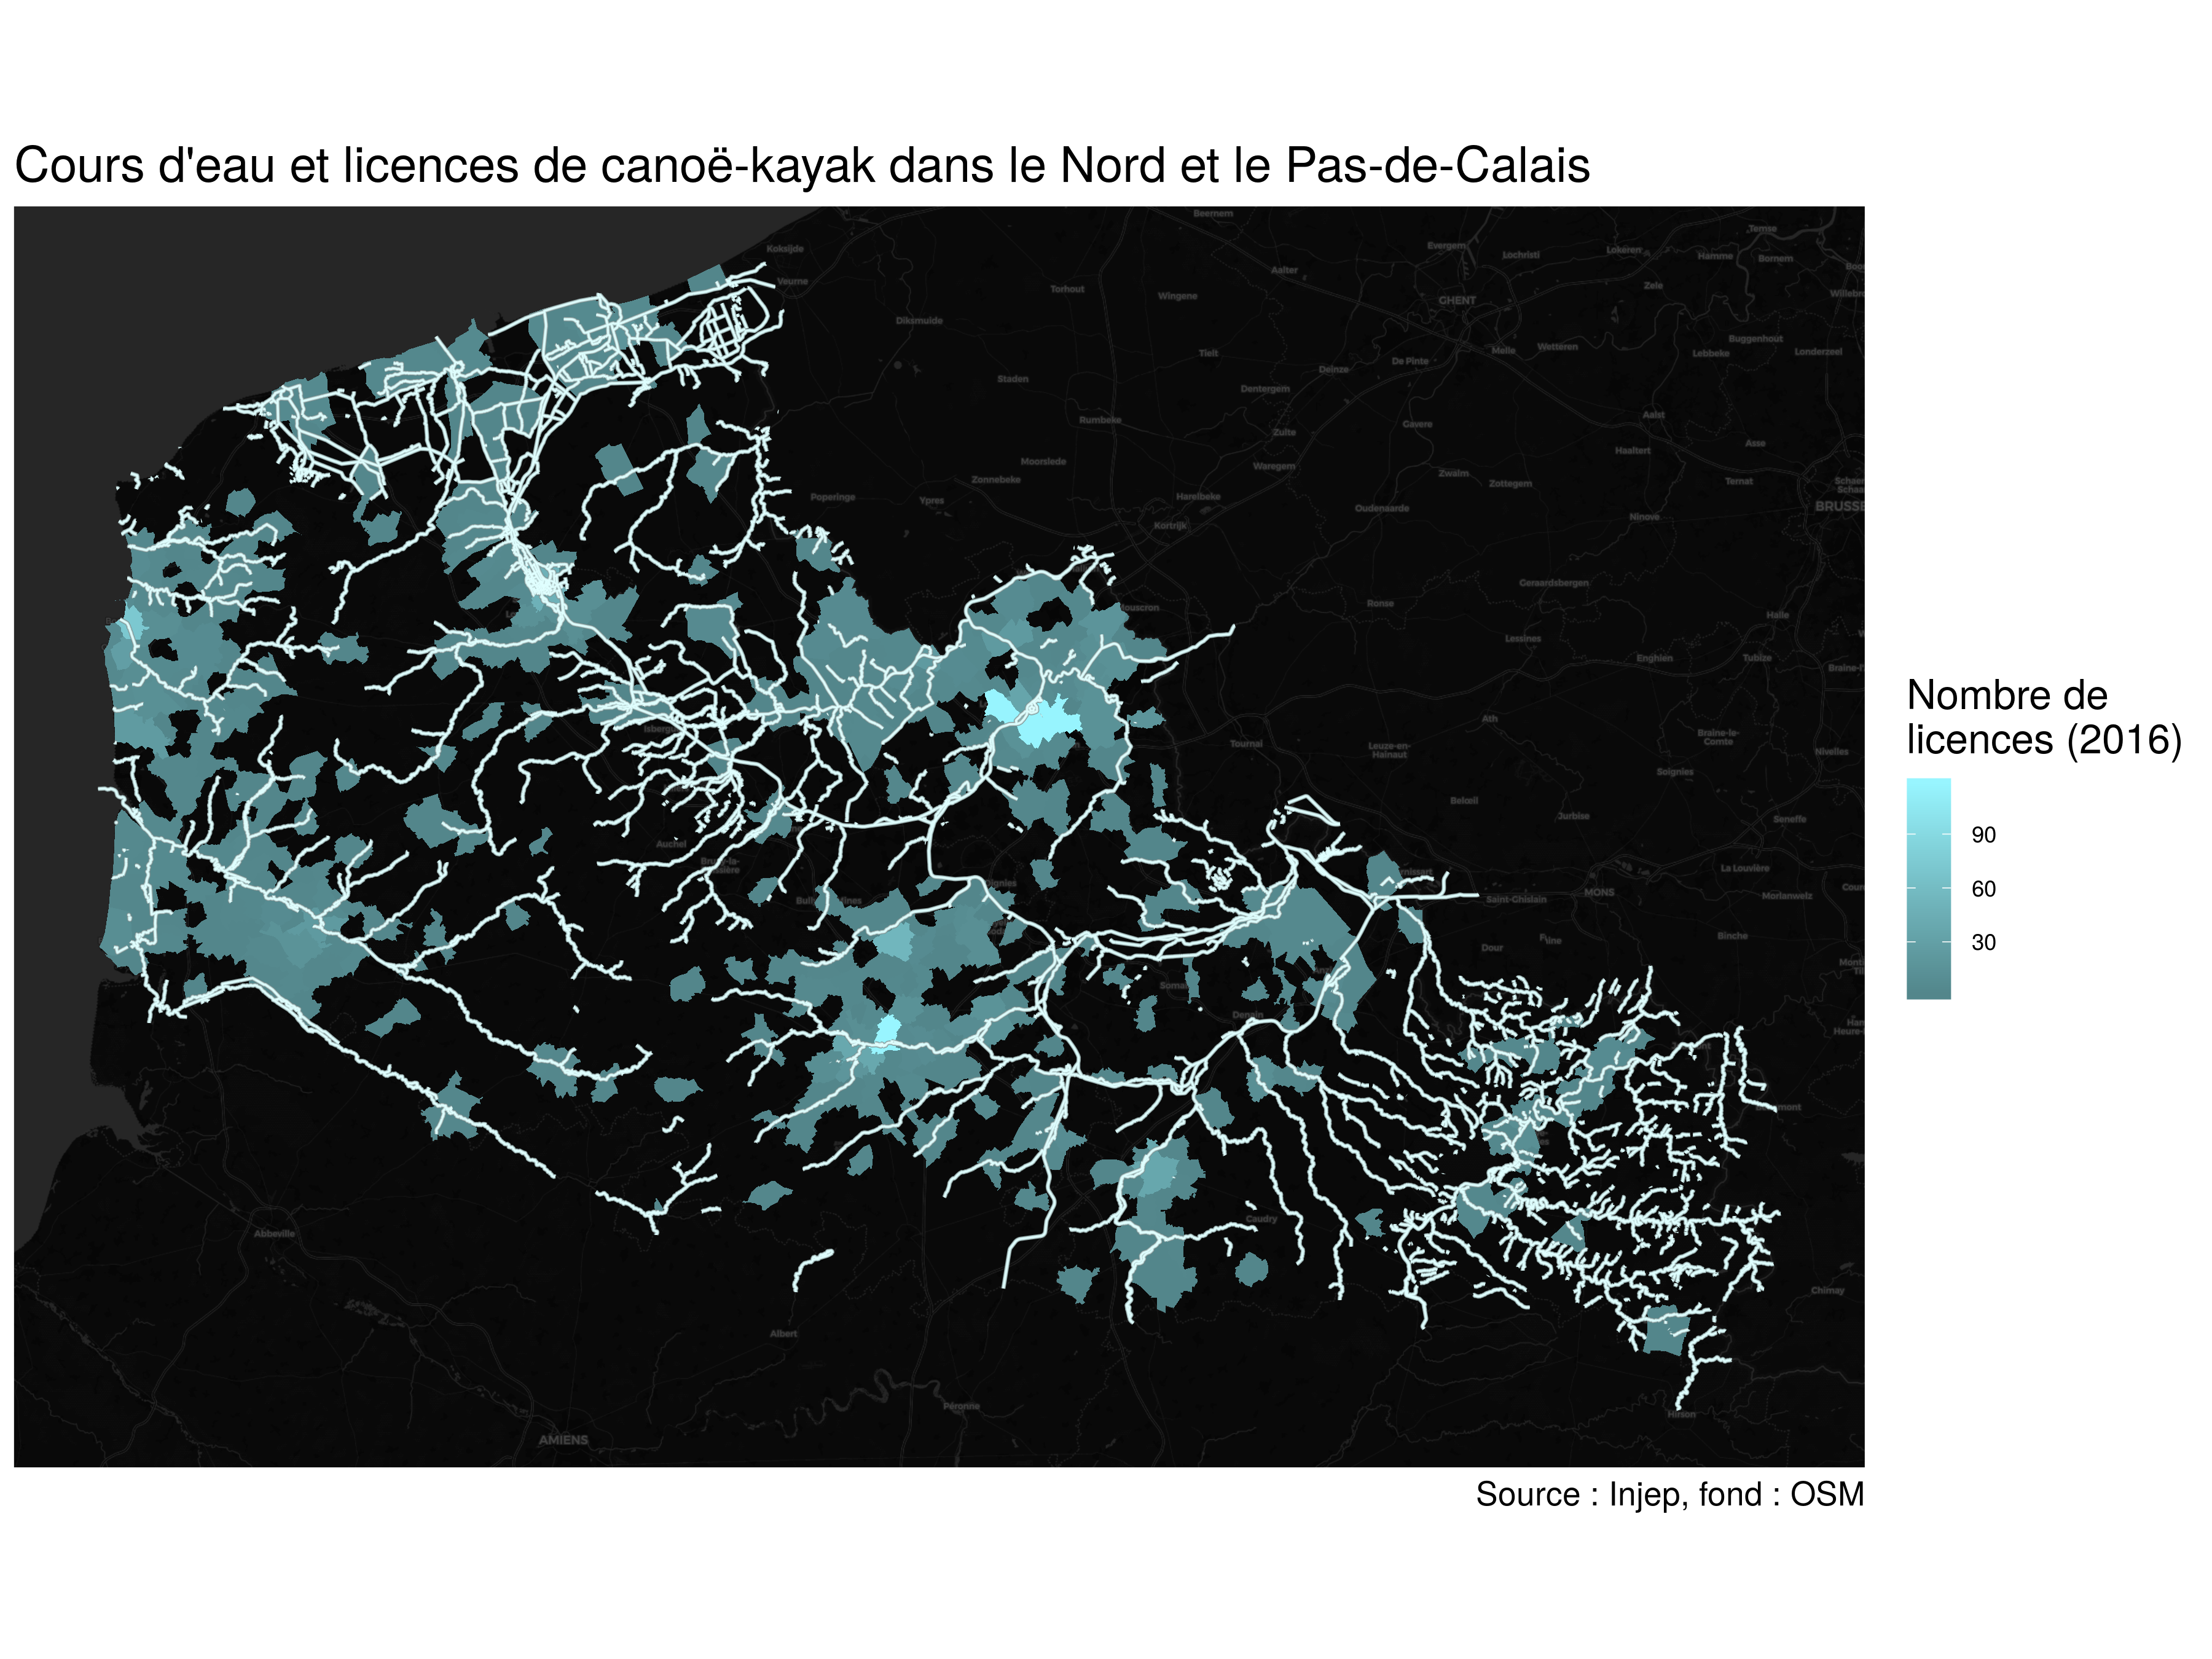 Cours d'eau et licences de canoë-kayak dans le Nord et le Pas-de-Calais
Beernem
Koksijde
Evergem
Temse
Lochristi
Lokeren
Hamme
Bornem
Aalter
Veurne
Torhout
Wingene
Zele
GHENT
Diksmuide
Buggenhout
Wetteren
Melle
Lebbeke
Londerzeel
Tielt
De Pinte
Deinze
Staden
Dentergem
Aalst
Rumbeke
Gavere
Zulte
Asse
Haaltert
Moorslede
Waregem
Zwalm
Zonnebeke
Zottegem
Ternat
Poperinge
Ypres
Harelbeke
Oudenaarde
Ninove
Kortrijk
Geraardsbergen
Ronse
Halle
Lessines
Enghien
Tubize
Ath
Braine-le-
Comte
Nivelles
Tournai
Leuze-en-
Hainaut
Soignies
Belœil
Jurbise
Seneffe
Auchel
La Louvière
MONS
Morlanwelz
Saint-Ghislain
Binche
Dour
Denain
Caudry
Abbeville
Chimay
Albert
Péronne
Hirson
AMIENS
Nombre de
licences (2016)
90
60
30
Source : Injep, fond : OSM